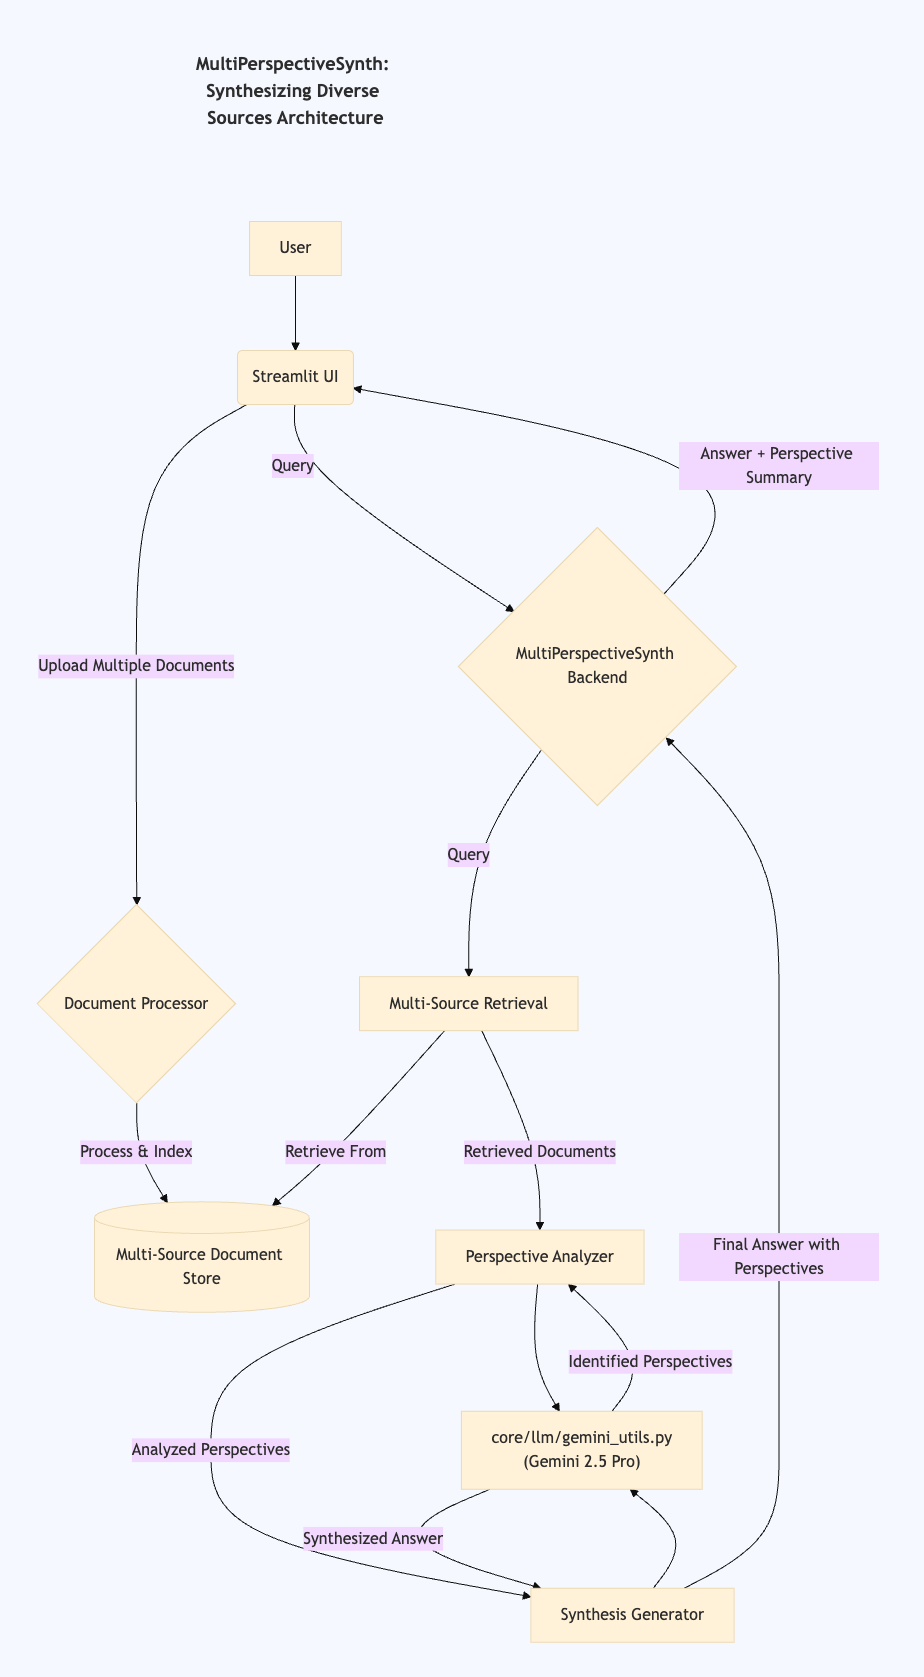 MultiPerspectiveSynth:
Synthesizing Diverse
Sources Architecture
User
Streamlit UI
Answer + Perspective
Summary
Query
MultiPerspectiveSynth
Backend
Upload Multiple Documents
Query
Document Processor
Multi-Source Retrieval
Process & Index
Retrieve From
Retrieved Documents
Multi-Source Document
Store
Perspective Analyzer
Final Answer with
Perspectives
Identified Perspectives
core/llm/gemini_utils.py
(Gemini 2.5 Pro)
Analyzed Perspectives
Synthesized Answer
Synthesis Generator